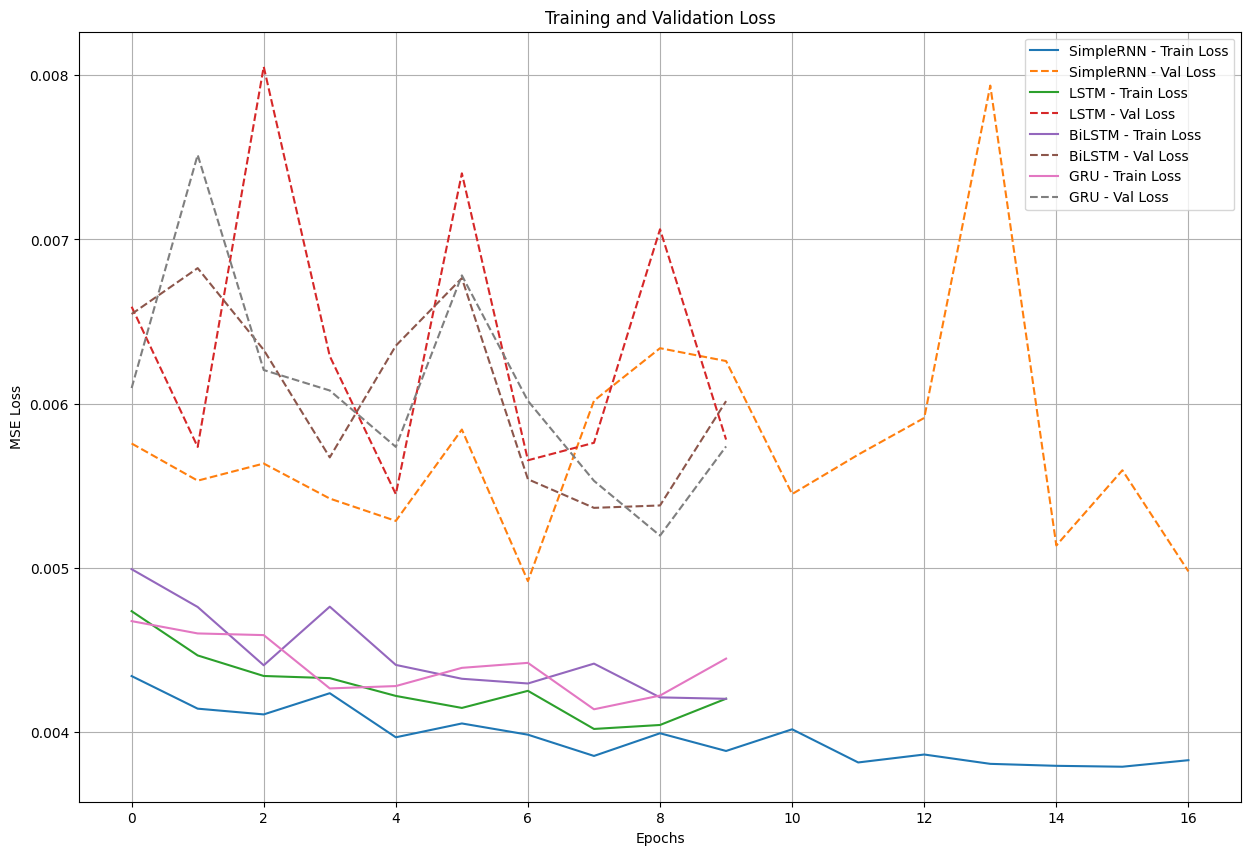 Training and Validation Loss
SimpleRNN - Train Loss
SimpleRNN - Val Loss
LSTM - Train Loss
LSTM - Val Loss
BiLSTM - Train Loss
BiLSTM - Val Loss
GRU - Train Loss
GRU - Val Loss
MSE Loss
0.008
0.007
0.006
0.005
0.004
0 2 4 6 8 10 12 14 16
Epochs